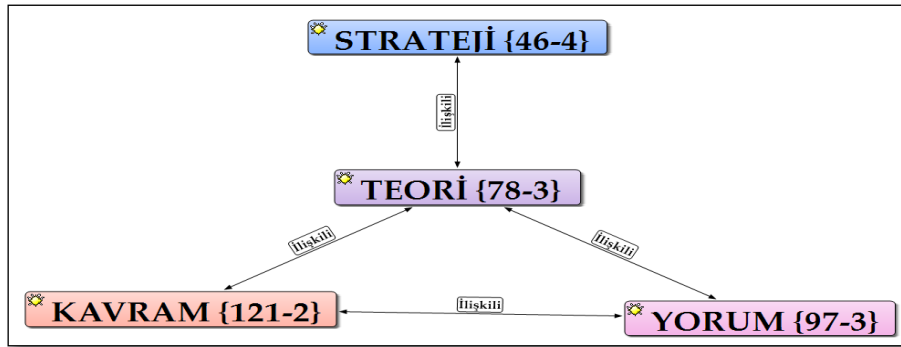 STRATEJİ {46-4}
İlişkili
TEORİ {78-3}
İlişkili
İlişkili
KAVRAM {121-2}
İlişkili
YORUM {97-3}